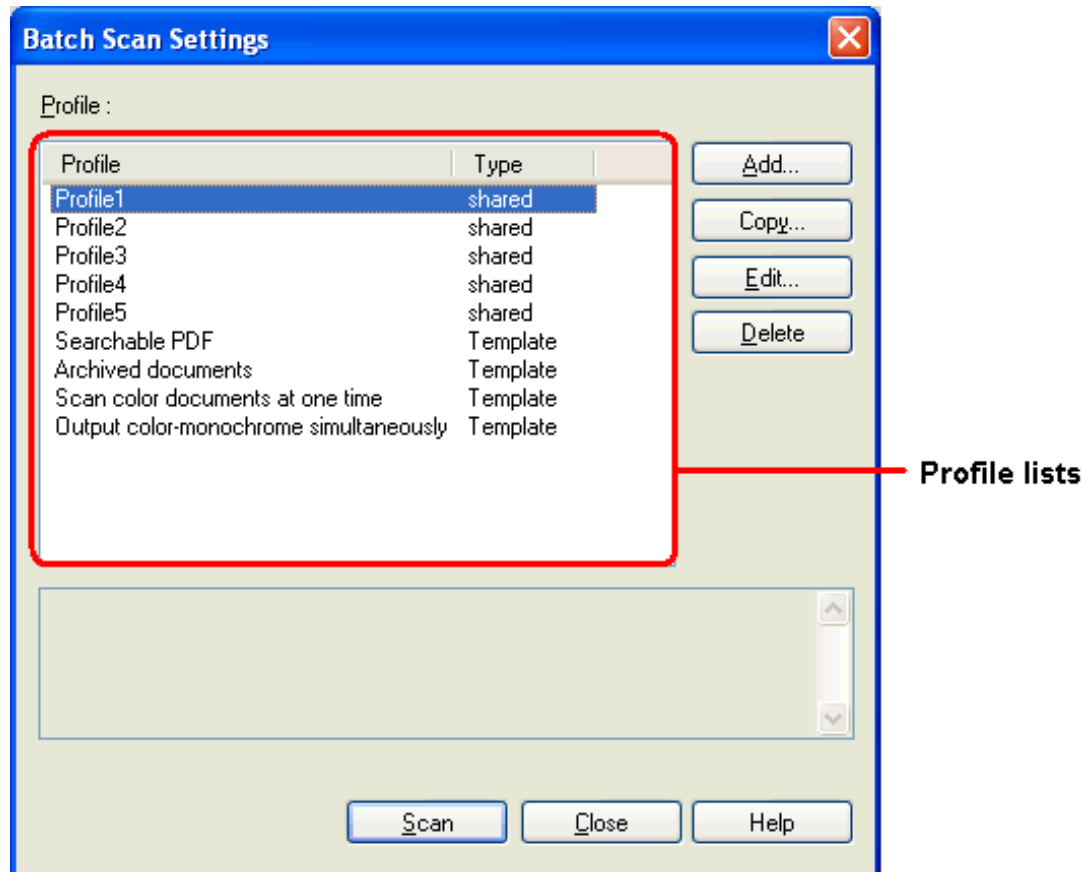 Batch Scan Settings
Profile :
Profile Type
Profile1 shared
Profile2 shared
Profile3 shared
Profile4 shared
Profile5 shared
Searchable PDF Template
Archived documents Template
Scan color documents at one time Template
Output color-monochrome simultaneously Template
Add...
Copy...
Edit...
Delete
Profile lists
Scan Close Help